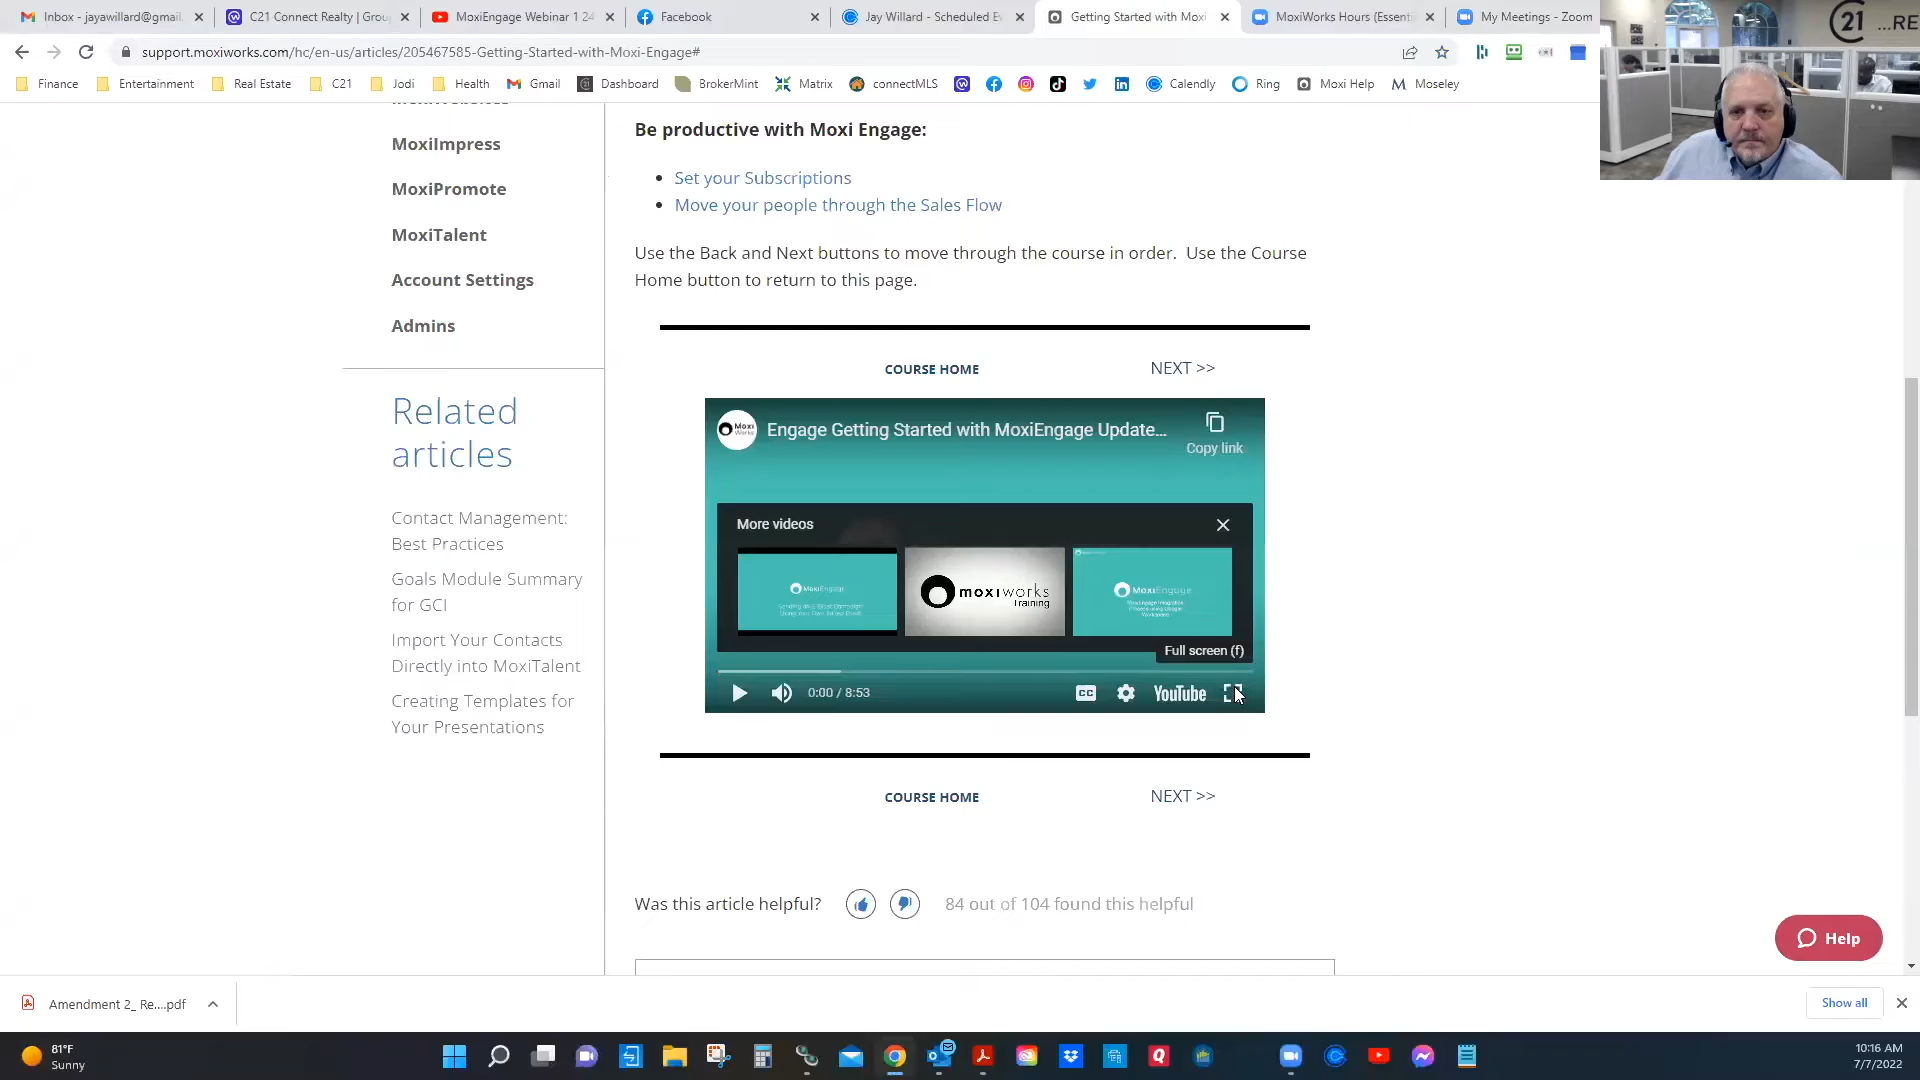 Inbox - jayawillard@gmail.
C21 Connect Realty | Grou
MoxiEngage Webinar 1 24
Facebook
Jay Willard - Scheduled Ev
Getting Started with Moxi
MoxiWorks Hours (Essenti
My Meetings - Zoom
support.moxiworks.com/hc/en-us/articles/205467585-Getting-Started-with-Moxi-Engage#
Finance
Entertainment
Real Estate
C21
Jodi
Health
Gmail
Dashboard
BrokerMint
Matrix
connectMLS
Calendly
Ring
Moxi Help
Moseley
21 ...RE
MoxiImpress
MoxiPromote
MoxiTalent
Account Settings
Admins
Related
articles
Contact Management:
Best Practices
Goals Module Summary
for GCI
Import Your Contacts
Directly into MoxiTalent
Creating Templates for
Your Presentations
Be productive with Moxi Engage:
Set your Subscriptions
Move your people through the Sales Flow
Use the Back and Next buttons to move through the course in order.  Use the Course
Home button to return to this page.
COURSE HOME
NEXT >>
Moxi
Works
Engage Getting Started with MoxiEngage Update...
Copy link
More videos
MoxiEngage
moxiworks
Training
MoxiEngage
Full screen (f)
0:00 / 8:53
CC
YouTube
COURSE HOME
NEXT >>
Was this article helpful?
84 out of 104 found this helpful
Help
Amendment 2_ Re....pdf
Show all
81°F
Sunny
10:16 AM
7/7/2022